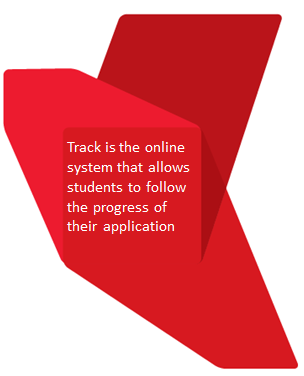 Track is the online
system that allows
students to follow
the progress of
their application